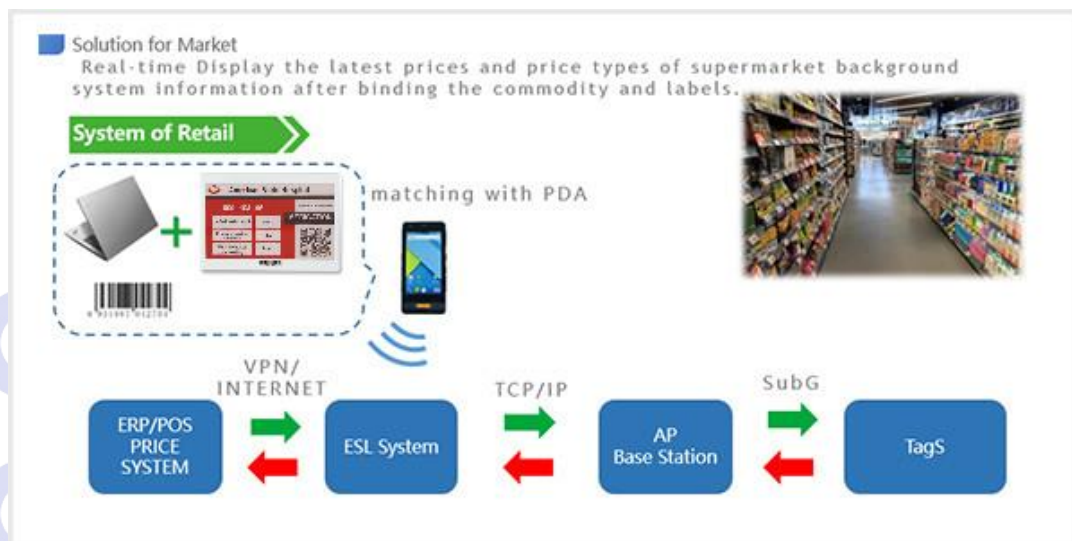 Solution for Market
Real-time Display the latest prices and price types of supermarket background
system information after binding the commodity and labels.
System of Retail
matching with PDA
VPN/
INTERNET
TCP/IP
SubG
ERP/POS
PRICE
SYSTEM
ESL System
AP
Base Station
TagS